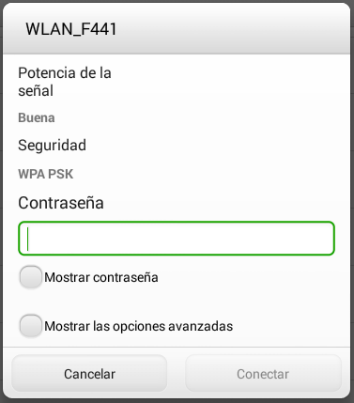 WLAN_F441
Potencia de la
señal
Buena
Seguridad
WPA PSK
Contraseña
Mostrar contraseña
Mostrar las opciones avanzadas
Cancelar
Conectar